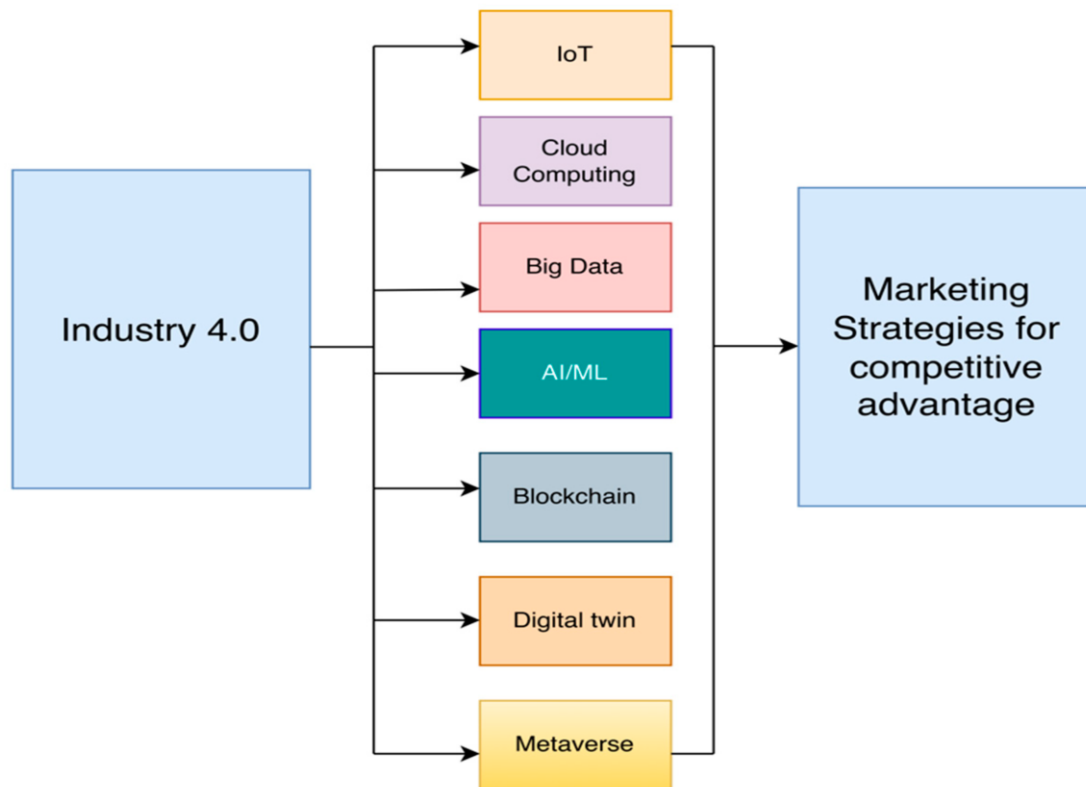 Industry 4.0
IoT
Cloud
Computing
Big Data
AI/ML
Blockchain
Digital twin
Metaverse
Marketing
Strategies for
competitive
advantage